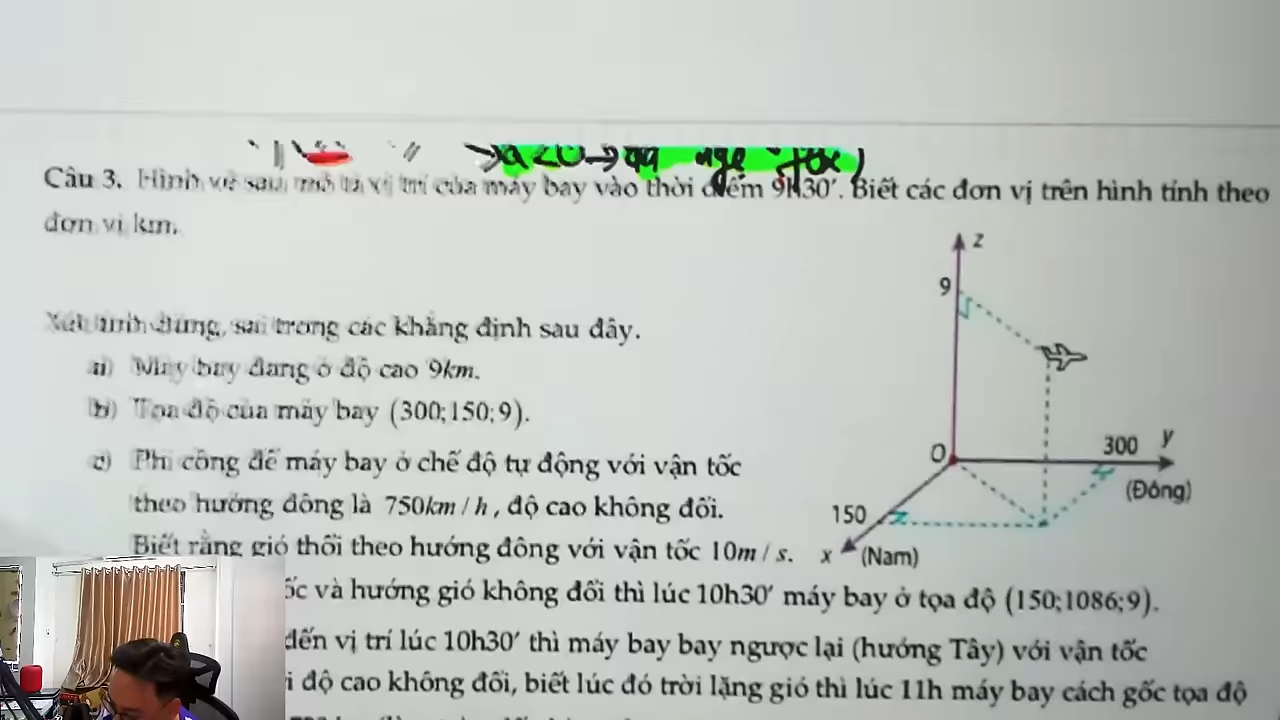 → a<0 →
Câu 3. Hình vẽ sau mô tả vị trí của máy bay vào thời điểm 9h30′. Biết các đơn vị trên hình tính theo
đơn vị km.
z
9
Xét tính đúng, sai trong các khẳng định sau đây.
a) Máy bay đang ở độ cao 9km.
b) Tọa độ của máy bay (300;150;9).
300 y
O
c) Phi công để máy bay ở chế độ tự động với vận tốc
(Đông)
theo hướng đông là 750km / h , độ cao không đổi.
150
Biết rằng gió thổi theo hướng đông với vận tốc 10m / s.
x (Nam)
ốc và hướng gió không đổi thì lúc 10h30′ máy bay ở tọa độ (150;1086;9).
đến vị trí lúc 10h30′ thì máy bay bay ngược lại (hướng Tây) với vận tốc
i độ cao không đổi, biết lúc đó trời lặng gió thì lúc 11h máy bay cách gốc tọa độ